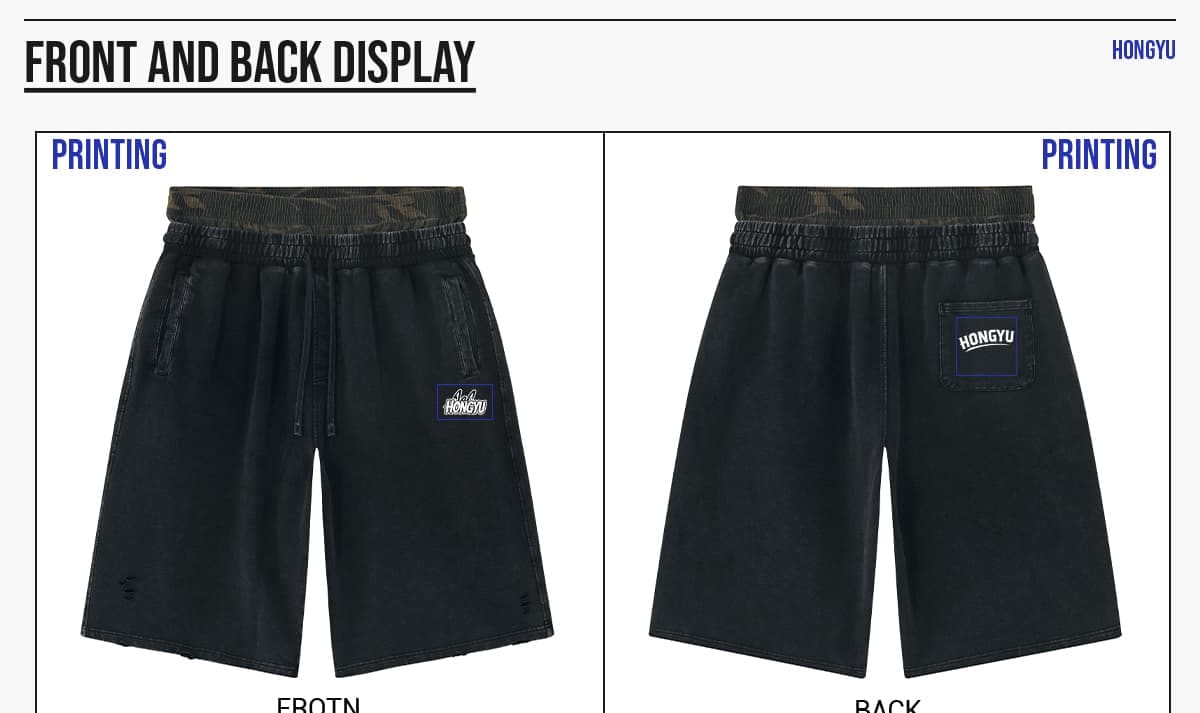 FRONT AND BACK DISPLAY
HONGYU
PRINTING
PRINTING
HONGYU
HONGYU
FROTN
BACK